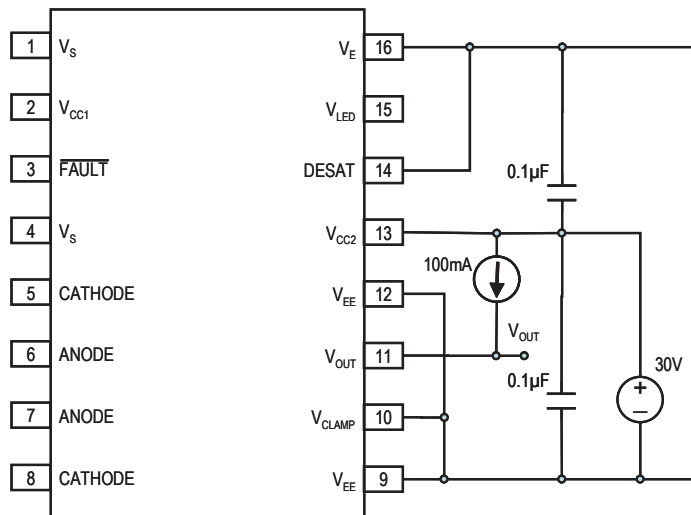 1 V_S
2 V_CC1
3 FAULT
4 V_S
5 CATHODE
6 ANODE
7 ANODE
8 CATHODE
V_E 16
V_LED 15
DESAT 14
V_CC2 13
V_EE 12
V_OUT 11
V_CLAMP 10
V_EE 9
0.1µF
100mA
V_OUT
0.1µF
30V
+
–